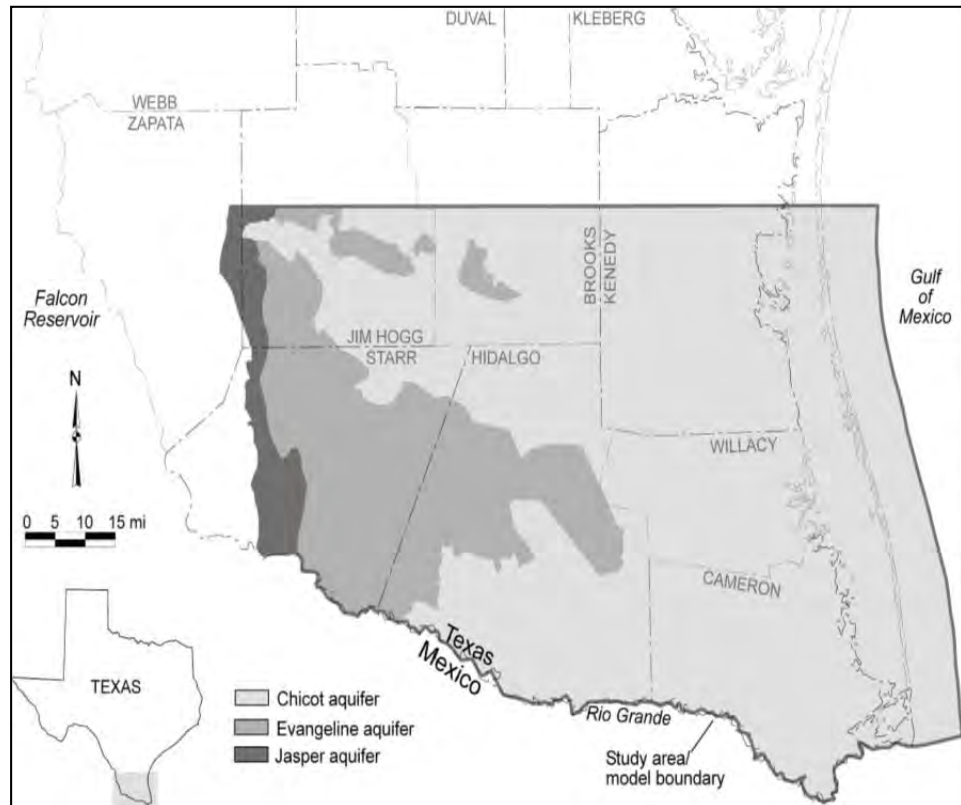 DUVAL
KLEBERG
WEBB
ZAPATA
BROOKS
KENEDY
Gulf
of
Mexico
Falcon
Reservoir
JIM HOGG
STARR
HIDALGO
N
WILLACY
0 5 10 15 mi
CAMERON
Texas
Mexico
TEXAS
Chicot aquifer
Evangeline aquifer
Jasper aquifer
Rio Grande
Study area/
model boundary